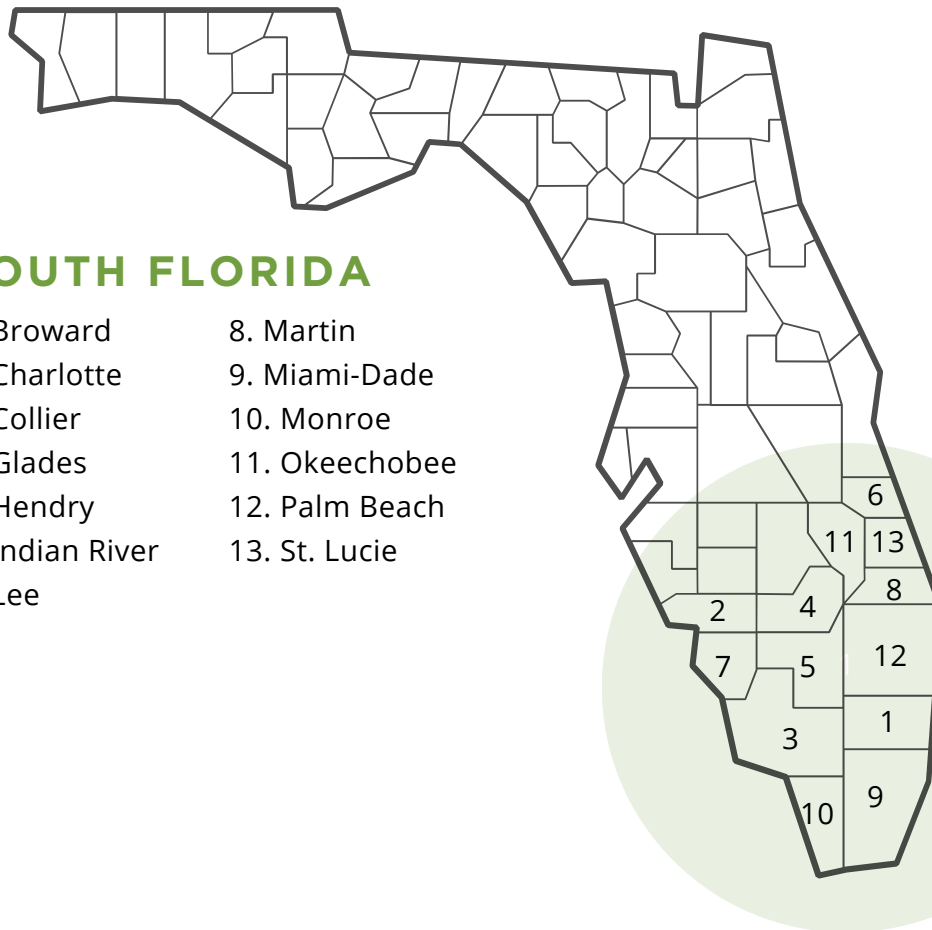 OUTH FLORIDA
Broward
Charlotte
Collier
Glades
Hendry
ndian River
Lee
8. Martin
9. Miami-Dade
10. Monroe
11. Okeechobee
12. Palm Beach
13. St. Lucie
6
11 13
8
2 4
12
7 5
1
3
9
10